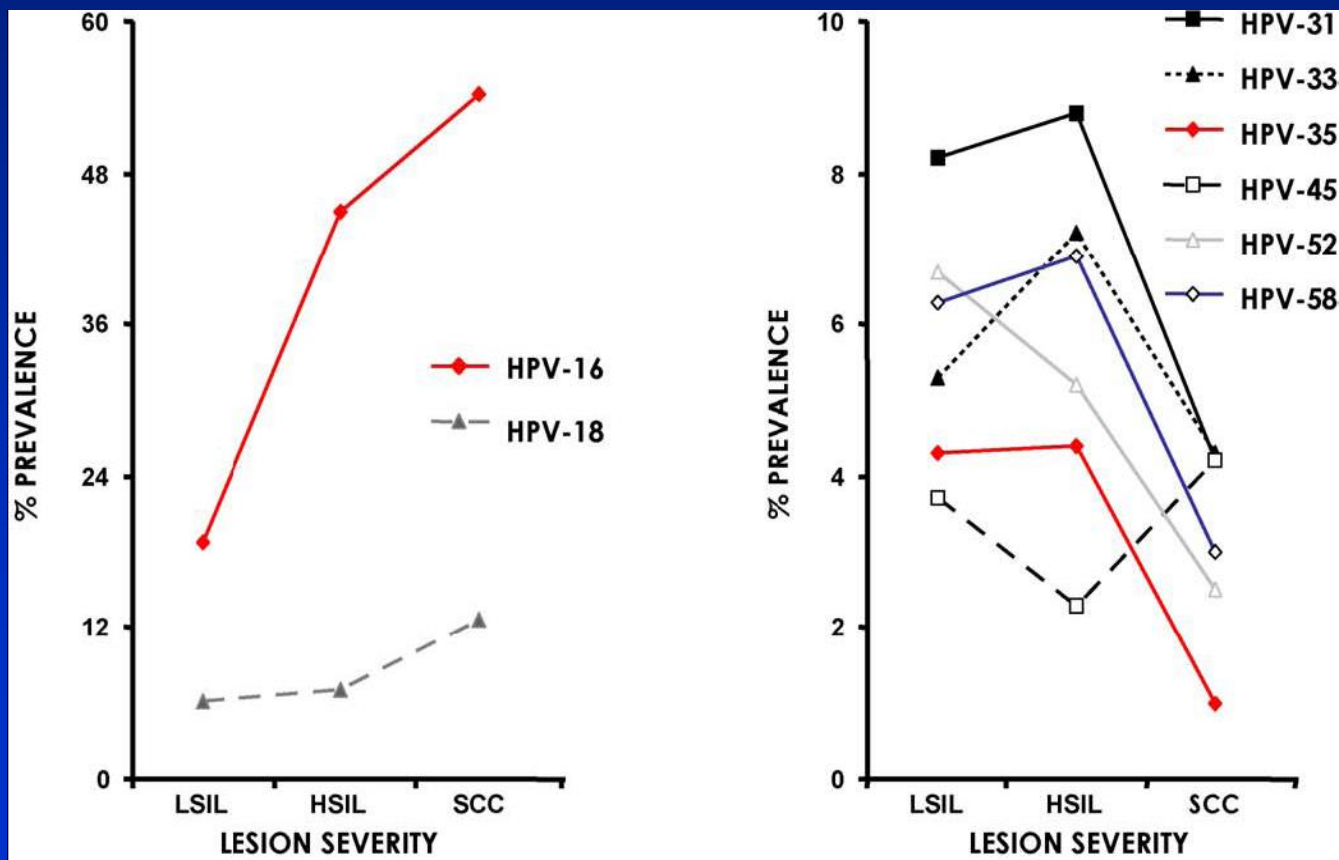 60
48
36
24
12
0
% PREVALENCE
LSIL HSIL SCC
LESION SEVERITY
HPV-16
HPV-18
10
8
6
4
2
0
% PREVALENCE
LSIL HSIL SCC
LESION SEVERITY
HPV-31
HPV-33
HPV-35
HPV-45
HPV-52
HPV-58